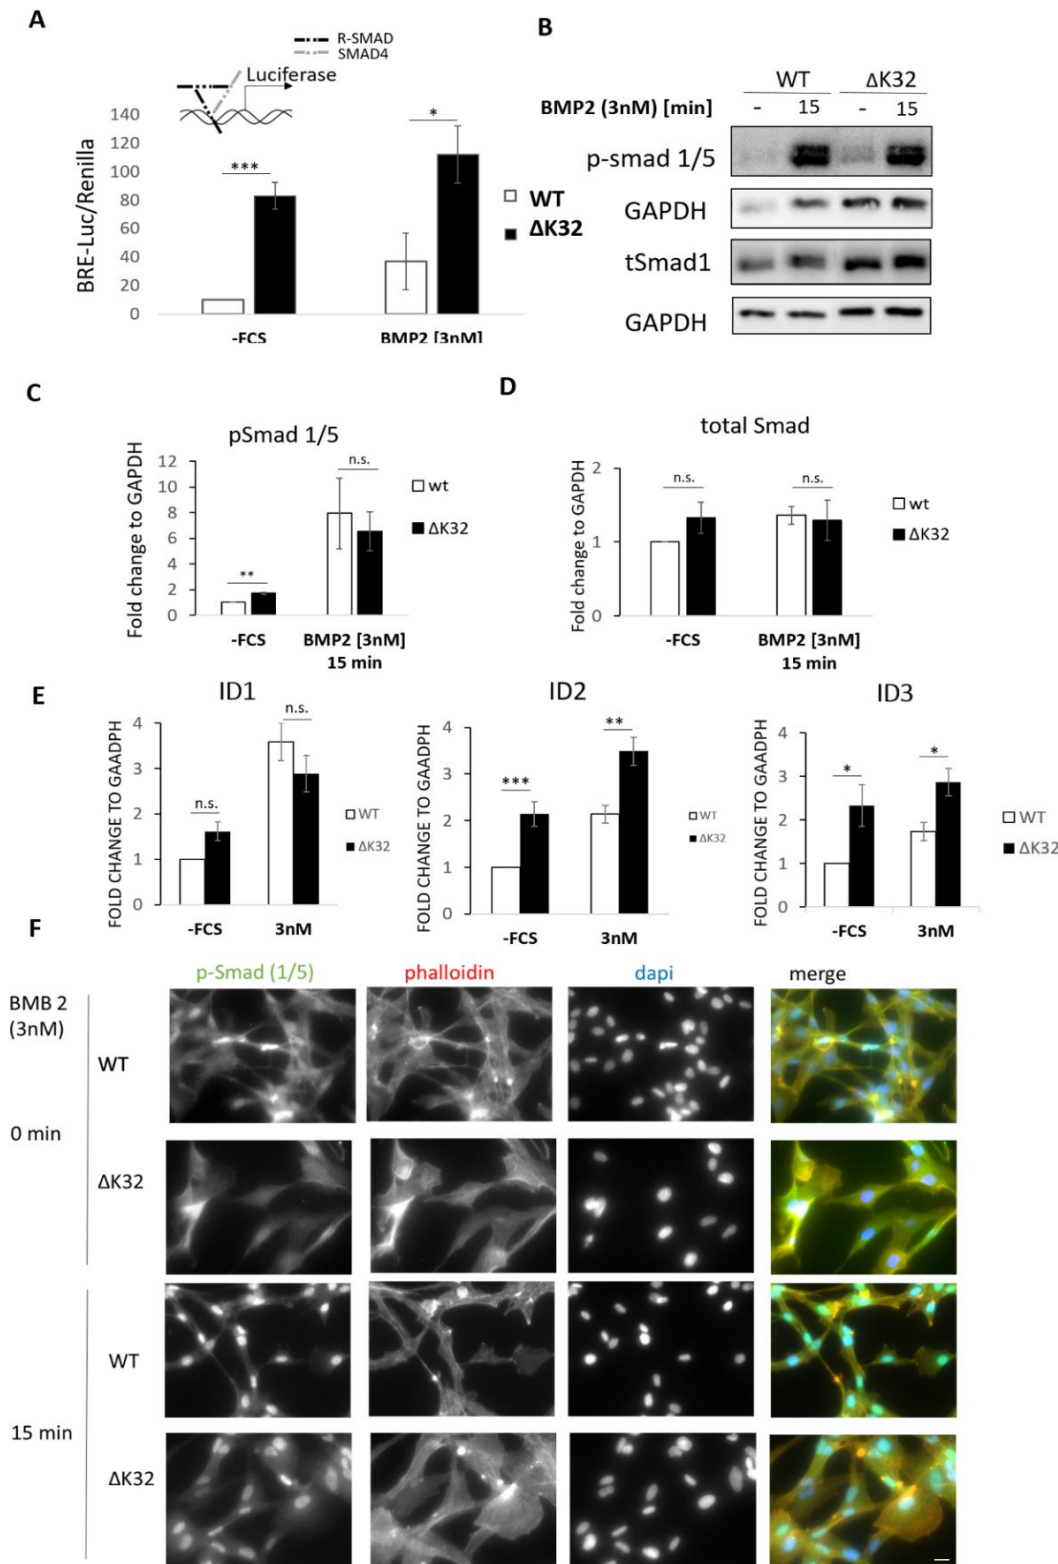 A
R-SMAD
SMAD4
Luciferase
BRE-Luc/Renilla
140
120
100
80
60
40
20
0
***
*
WT
ΔK32
-FCS
BMP2 [3nM]
B
WT ΔK32
BMP2 (3nM) [min] - 15 - 15
p-smad 1/5
GAPDH
tSmad1
GAPDH
C
pSmad 1/5
Fold change to GAPDH
12
10
8
6
4
2
0
**
n.s.
wt
ΔK32
-FCS
BMP2 [3nM]
15 min
D
total Smad
Fold change to GAPDH
2
1
0
n.s.
n.s.
wt
ΔK32
-FCS
BMP2 [3nM]
15 min
E
ID1
FOLD CHANGE TO GAADPH
4
3
2
1
0
n.s.
n.s.
WT
ΔK32
-FCS
3nM
ID2
FOLD CHANGE TO GAADPH
4
3
2
1
0
***
**
WT
ΔK32
-FCS
3nM
ID3
FOLD CHANGE TO GAADPH
4
3
2
1
0
*
*
WT
ΔK32
-FCS
3nM
F
p-Smad (1/5) phalloidin dapi merge
BMB 2
(3nM)
WT
0 min
ΔK32
WT
15 min
ΔK32